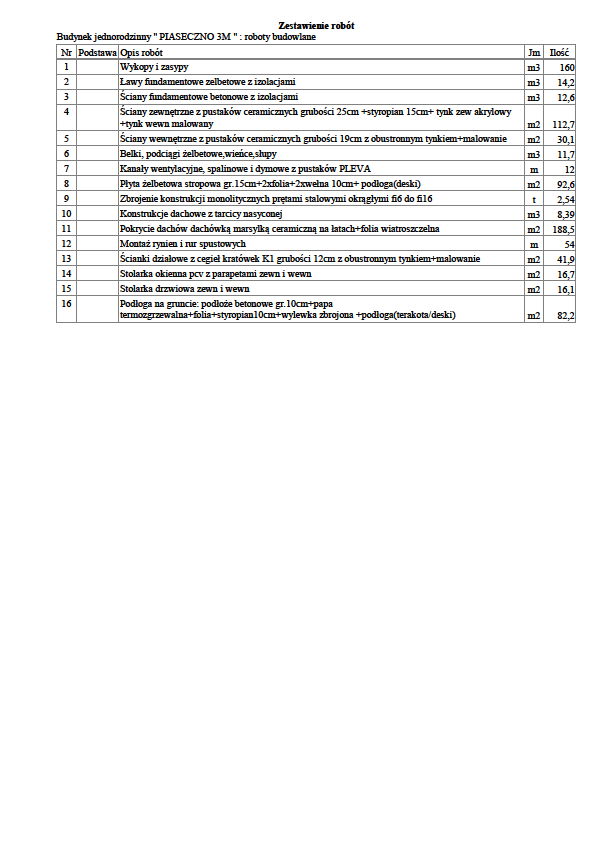 Zestawienie robót
Budynek jednorodzinny " PIASECZNO 3M " : roboty budowlane
Nr Podstawa Opis robót Jm Ilość
1 Wykopy i zasypy m3 160
2 Ławy fundamentowe zelbetowe z izolacjami m3 14,2
3 Ściany fundamentowe betonowe z izolacjami m3 12,6
4 Ściany zewnętrzne z pustaków ceramicznych grubości 25cm +styropian 15cm+ tynk zew akrylowy
+tynk wewn malowany m2 112,7
5 Ściany wewnętrzne z pustaków ceramicznych grubości 19cm z obustronnym tynkiem+malowanie m2 30,1
6 Belki, podciągi żelbetowe,wieńce,słupy m3 11,7
7 Kanały wentylacyjne, spalinowe i dymowe z pustaków PLEVA m 12
8 Płyta żelbetowa stropowa gr.15cm+2xfolia+2xwełna 10cm+ podłoga(deski) m2 92,6
9 Zbrojenie konstrukcji monolitycznych prętami stalowymi okrągłymi fi6 do fi16 t 2,54
10 Konstrukcje dachowe z tarcicy nasyconej m3 8,39
11 Pokrycie dachów dachówką marsylką ceramiczną na łatach+folia wiatroszczelna m2 188,5
12 Montaż rynien i rur spustowych m 54
13 Ścianki działowe z cegieł kratówek K1 grubości 12cm z obustronnym tynkiem+malowanie m2 41,9
14 Stolarka okienna pcv z parapetami zewn i wewn m2 16,7
15 Stolarka drzwiowa zewn i wewn m2 16,1
16 Podłoga na gruncie: podłoże betonowe gr.10cm+papa
termozgrzewalna+folia+styropian10cm+wylewka zbrojona +podłoga(terakota/deski) m2 82,2